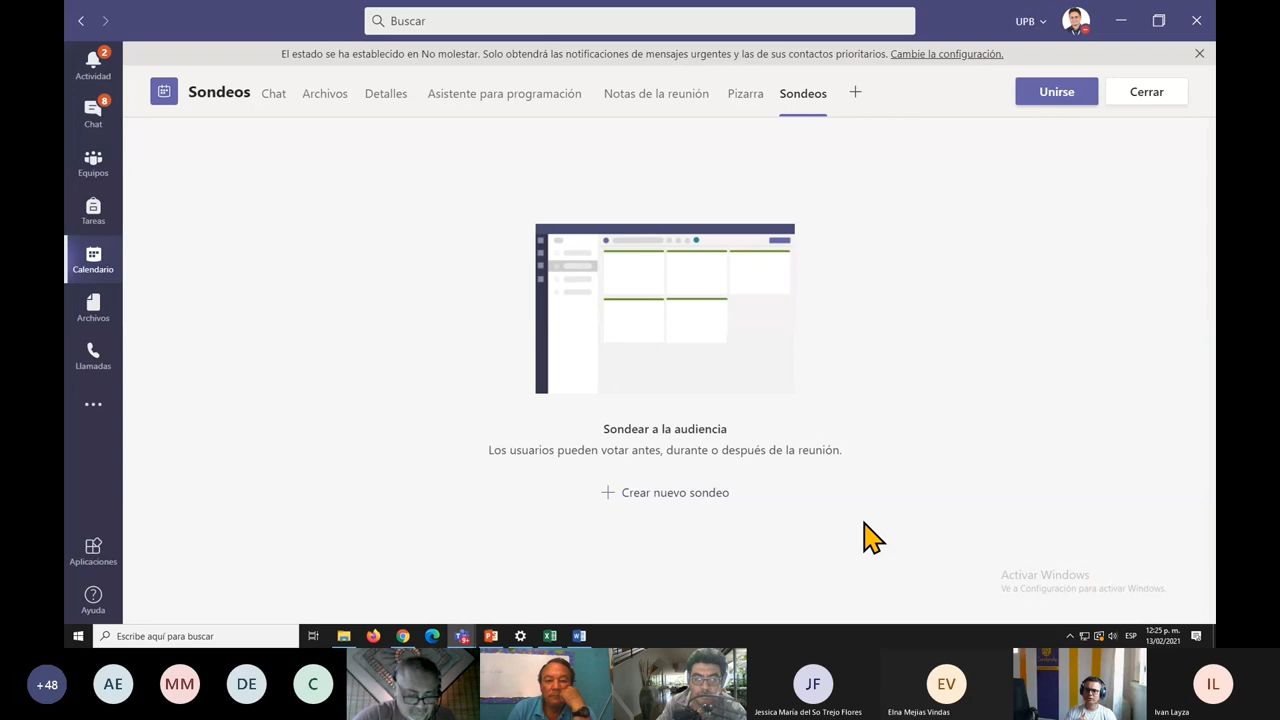 Buscar
UPB
El estado se ha establecido en No molestar. Solo obtendrá las notificaciones de mensajes urgentes y las de sus contactos prioritarios. Cambie la configuración.
2
Actividad
8
Chat
Equipos
Tareas
Calendario
Archivos
Llamadas
Aplicaciones
Ayuda
Sondeos Chat Archivos Detalles Asistente para programación Notas de la reunión Pizarra Sondeos
Unirse
Cerrar
Sondear a la audiencia
Los usuarios pueden votar antes, durante o después de la reunión.
Crear nuevo sondeo
Activar Windows
Ve a Configuración para activar Windows.
Escribe aquí para buscar
9+
ESP
12:25 p. m.
13/02/2021
+48
AE
MM
DE
C
JF
Jessica María del So Trejo Flores
EV
Elna Mejias Vindas
IL
Ivan Layza